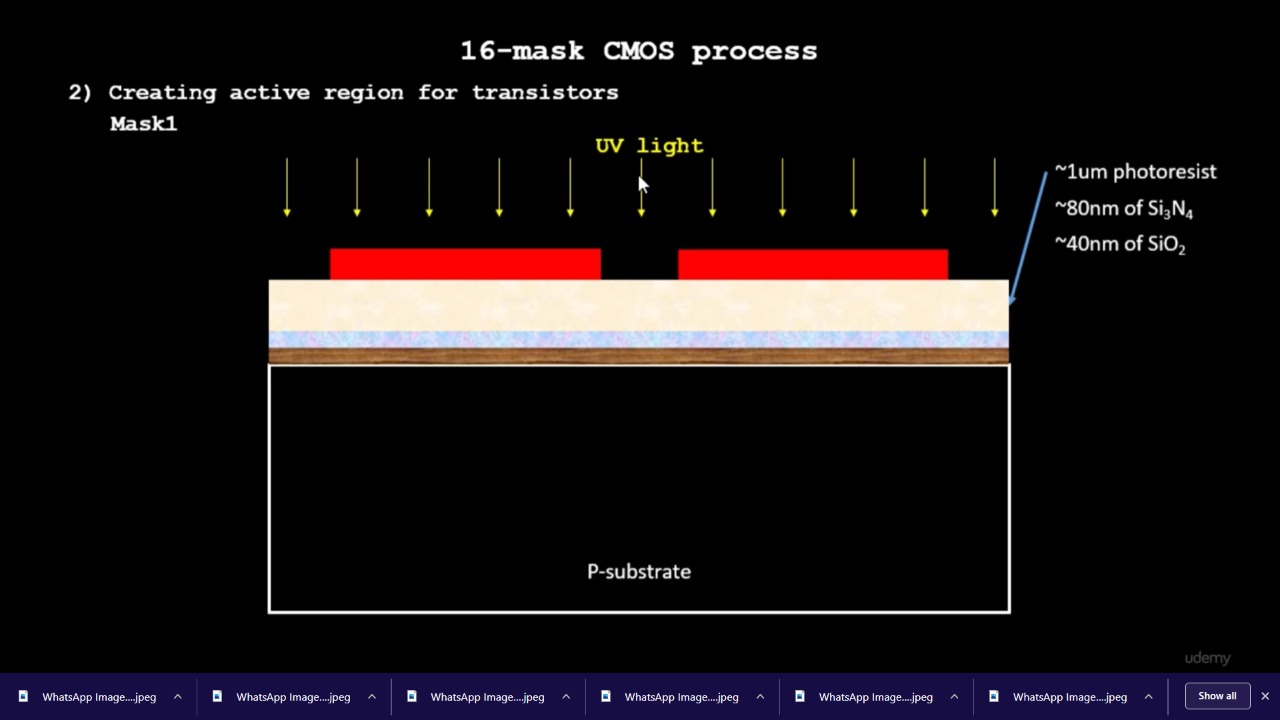 16-mask CMOS process
2) Creating active region for transistors
Mask1
UV light
~1um photoresist
~80nm of Si₃N₄
~40nm of SiO₂
P-substrate
udemy
WhatsApp Image....jpeg
WhatsApp Image....jpeg
WhatsApp Image....jpeg
WhatsApp Image....jpeg
WhatsApp Image....jpeg
WhatsApp Image....jpeg
Show all